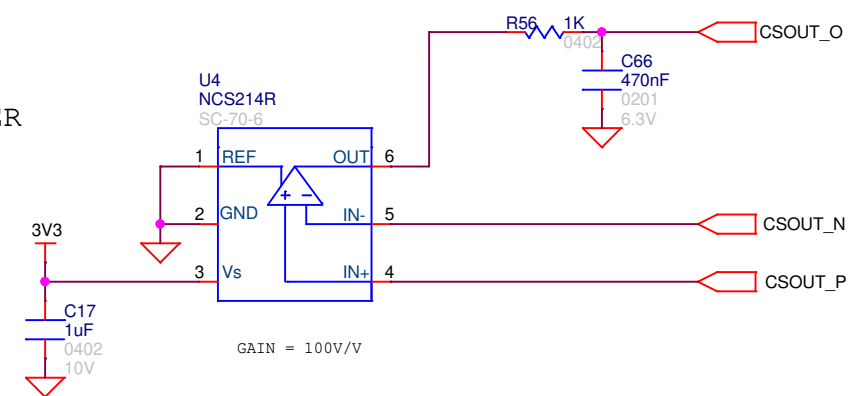 R56 1K
0402
CSOUT_O
C66
470nF
0201
6.3V
U4
NCS214R
SC-70-6
ER
1 REF OUT 6
+ -
2 GND IN- 5
CSOUT_N
3V3
3 Vs IN+ 4
CSOUT_P
C17
1uF
0402
10V
GAIN = 100V/V